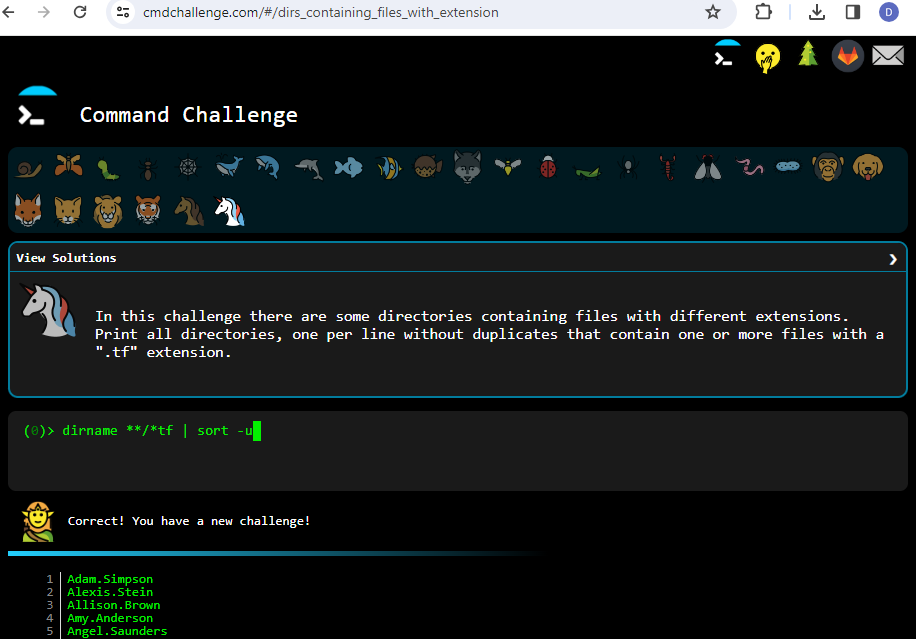 cmdchallenge.com/#/dirs_containing_files_with_extension
D
Command Challenge
View Solutions
In this challenge there are some directories containing files with different extensions.
Print all directories, one per line without duplicates that contain one or more files with a
".tf" extension.
(0)> dirname **/*tf | sort -u
Correct! You have a new challenge!
1 Adam.Simpson
2 Alexis.Stein
3 Allison.Brown
4 Amy.Anderson
5 Angel.Saunders